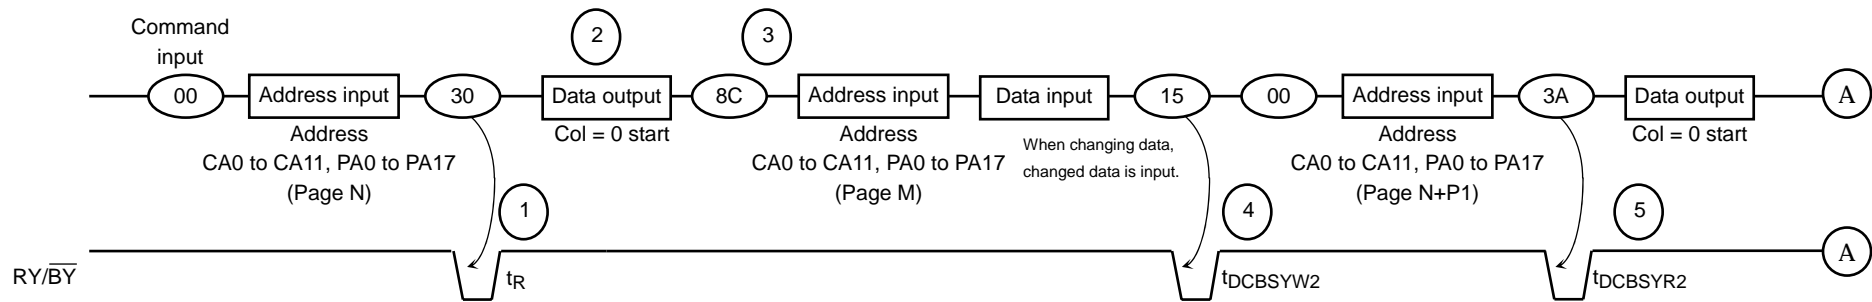 Command
input
2
3
00
Address input
30
Data output
8C
Address input
Data input
15
00
Address input
3A
Data output
A
Address
CA0 to CA11, PA0 to PA17
(Page N)
Col = 0 start
Address
CA0 to CA11, PA0 to PA17
(Page M)
When changing data,
changed data is input.
Address
CA0 to CA11, PA0 to PA17
(Page N+P1)
Col = 0 start
1
4
5
RY/BY
tR
tDCBSYW2
tDCBSYR2
A